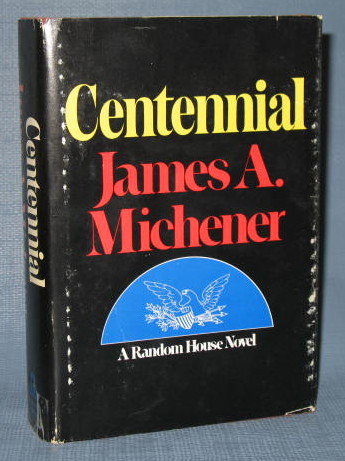 Centennial
James A.
Michener
A Random House Novel
Centennial